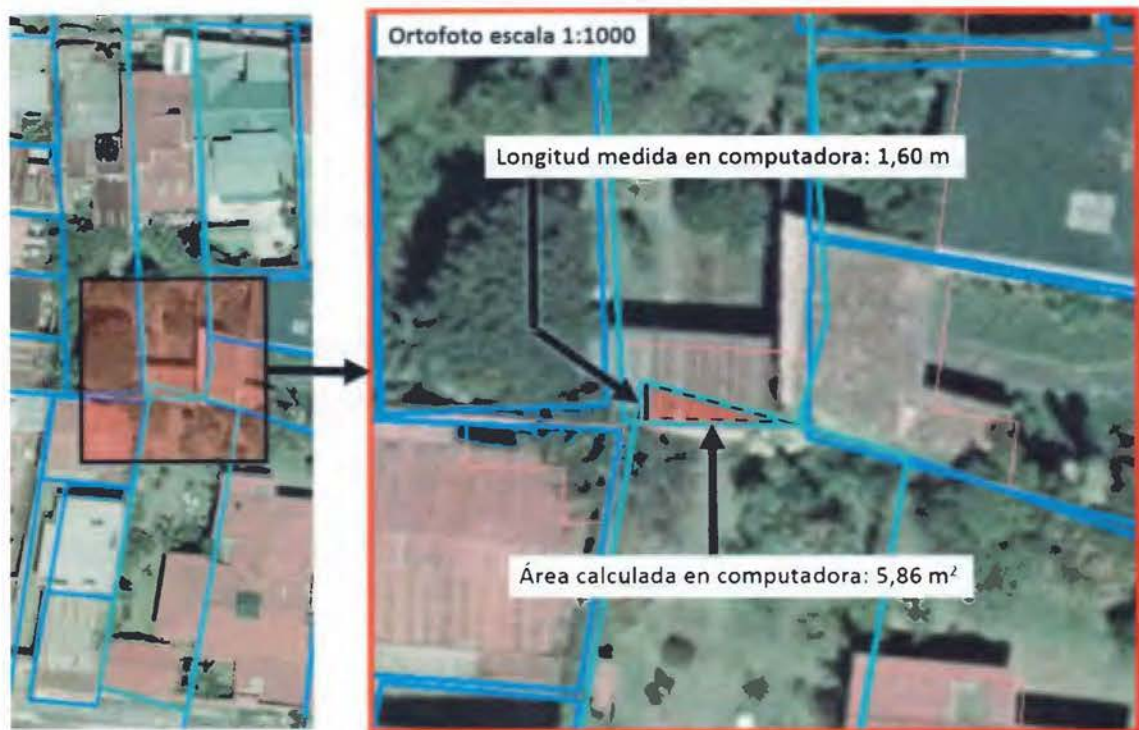 Ortofoto escala 1:1000
Longitud medida en computadora: 1,60 m
Área calculada en computadora: 5,86 m²